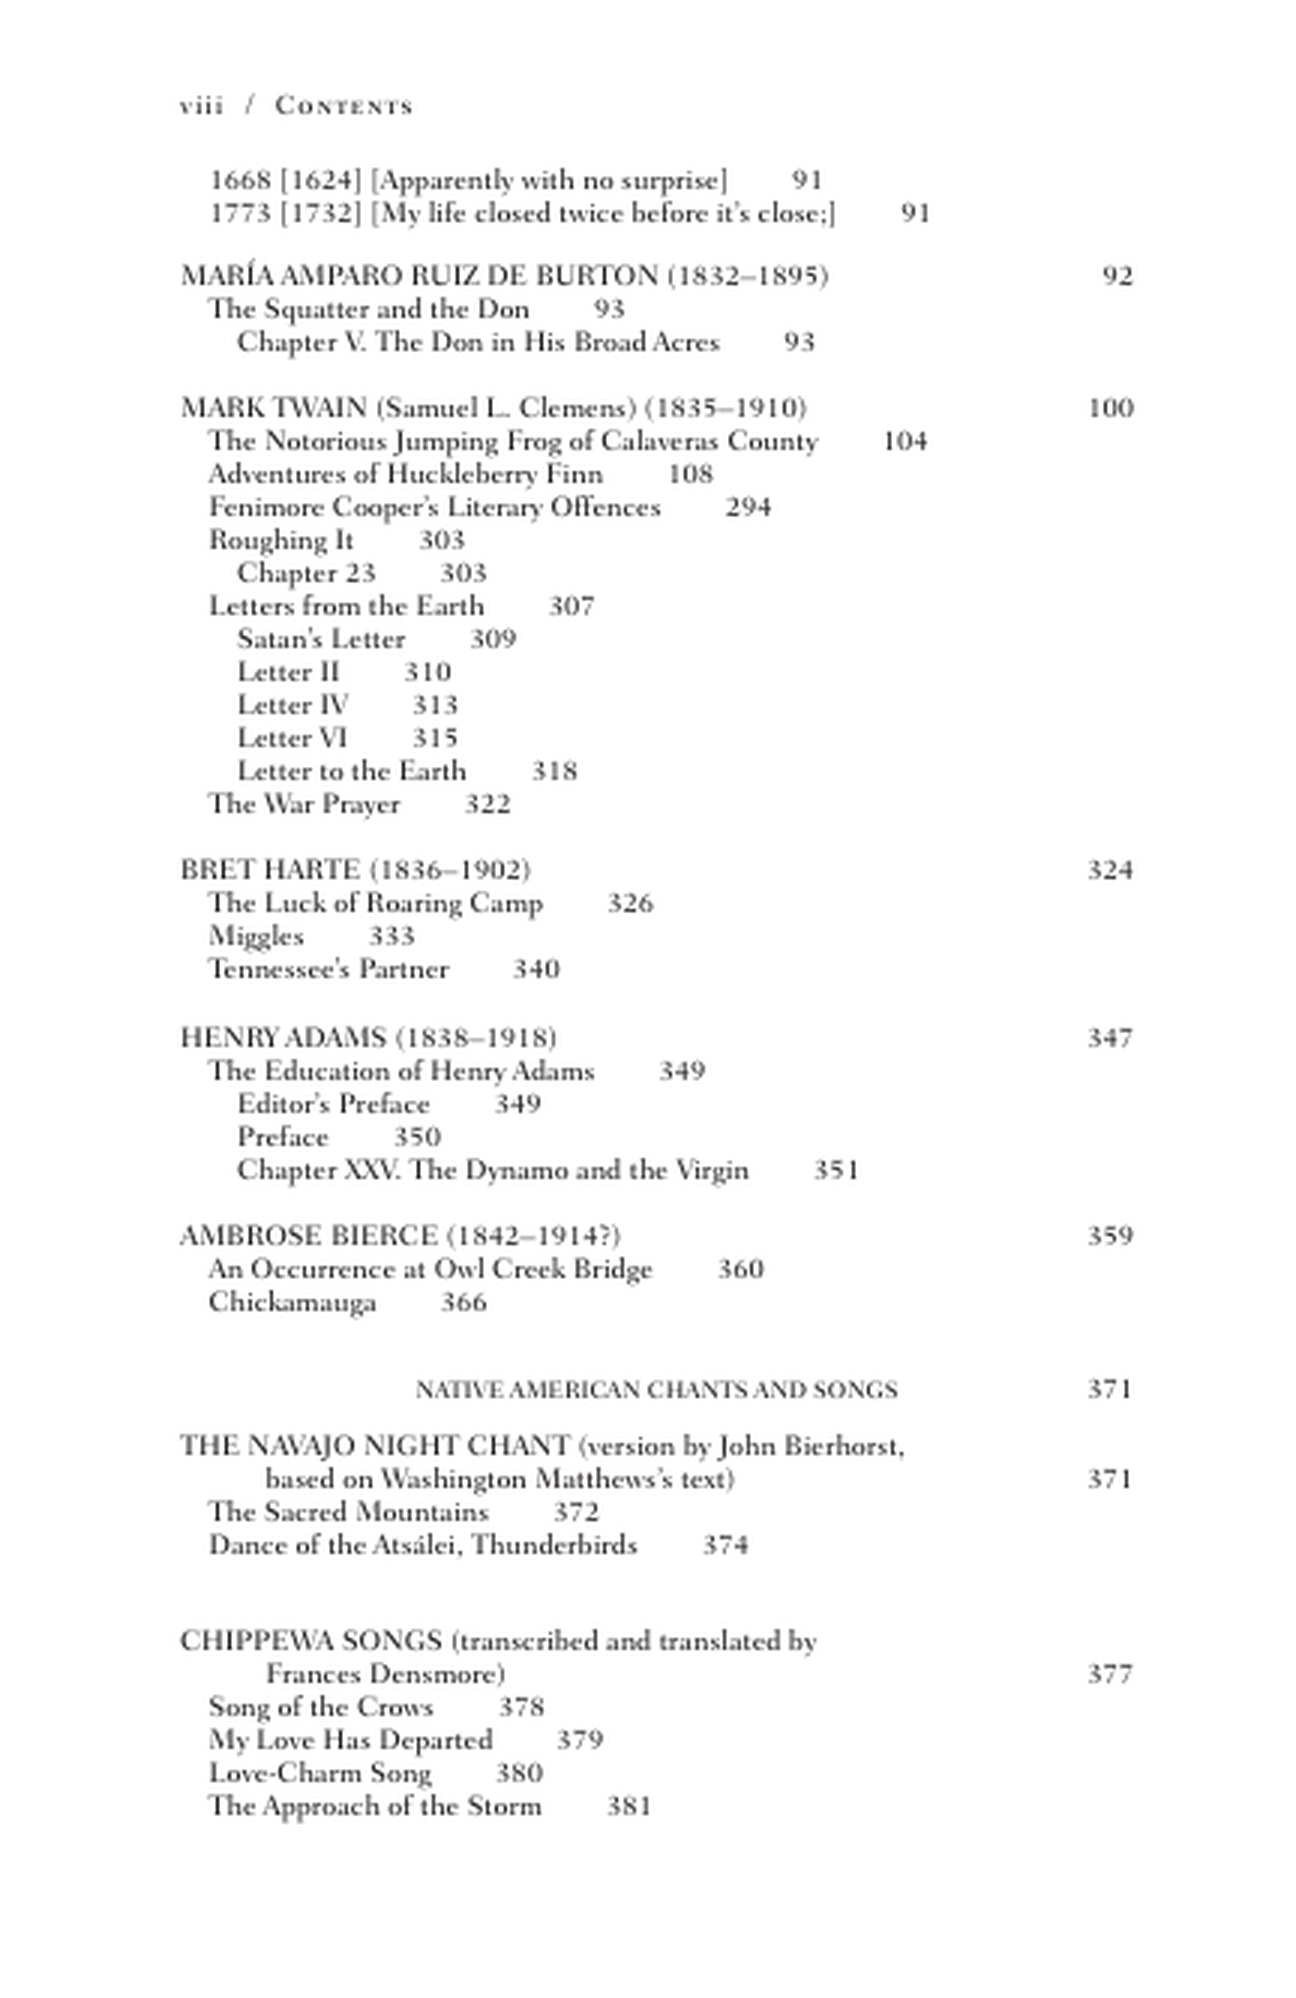 viii / CONTENTS
1668 [1624] [Apparently with no surprise] 91
1773 [1732] [My life closed twice before it's close;] 91
MARÍA AMPARO RUIZ DE BURTON (1832–1895) 92
The Squatter and the Don 93
Chapter V. The Don in His Broad Acres 93
MARK TWAIN (Samuel L. Clemens) (1835–1910) 100
The Notorious Jumping Frog of Calaveras County 104
Adventures of Huckleberry Finn 108
Fenimore Cooper's Literary Offences 294
Roughing It 303
Chapter 23 303
Letters from the Earth 307
Satan's Letter 309
Letter II 310
Letter IV 313
Letter VI 315
Letter to the Earth 318
The War Prayer 322
BRET HARTE (1836–1902) 324
The Luck of Roaring Camp 326
Miggles 333
Tennessee's Partner 340
HENRY ADAMS (1838–1918) 347
The Education of Henry Adams 349
Editor's Preface 349
Preface 350
Chapter XXV. The Dynamo and the Virgin 351
AMBROSE BIERCE (1842–1914?) 359
An Occurrence at Owl Creek Bridge 360
Chickamauga 366
NATIVE AMERICAN CHANTS AND SONGS 371
THE NAVAJO NIGHT CHANT (version by John Bierhorst,
based on Washington Matthews's text) 371
The Sacred Mountains 372
Dance of the Atsálei, Thunderbirds 374
CHIPPEWA SONGS (transcribed and translated by
Frances Densmore) 377
Song of the Crows 378
My Love Has Departed 379
Love-Charm Song 380
The Approach of the Storm 381